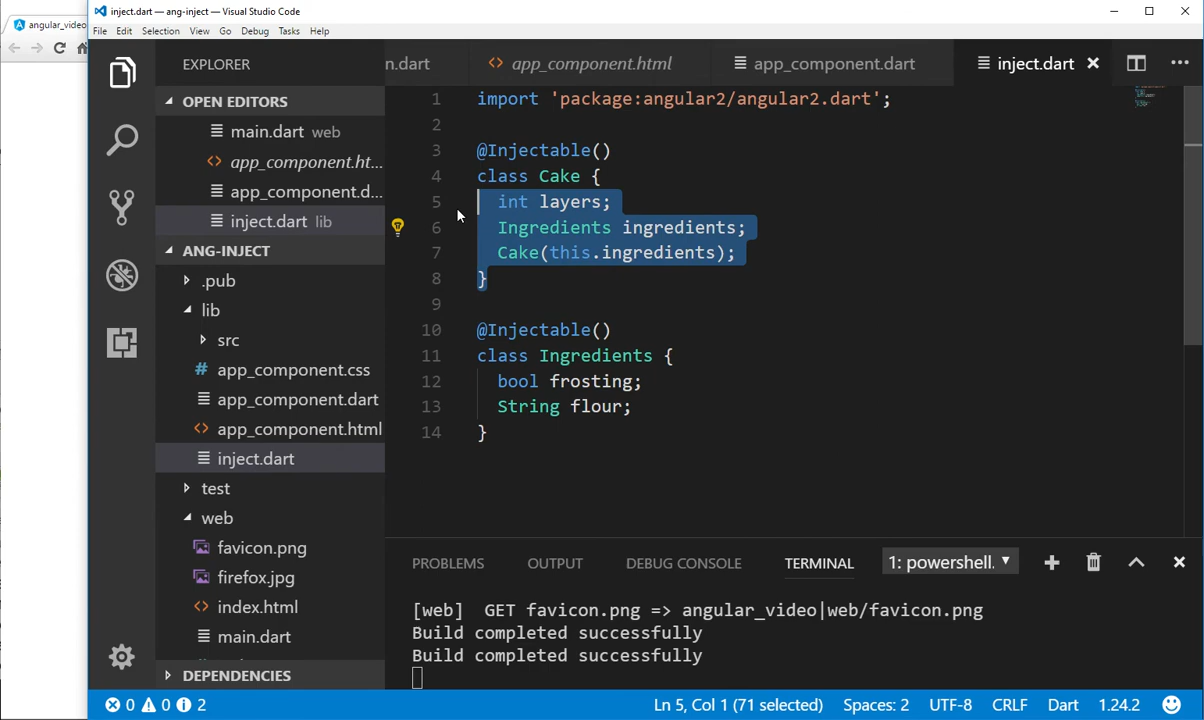 inject.dart — ang-inject — Visual Studio Code
angular_video
File Edit Selection View Go Debug Tasks Help
EXPLORER
n.dart
app_component.html
app_component.dart
inject.dart
OPEN EDITORS
main.dart web
app_component.ht...
app_component.d...
inject.dart lib
ANG-INJECT
.pub
lib
src
app_component.css
app_component.dart
app_component.html
inject.dart
test
web
favicon.png
firefox.jpg
index.html
main.dart
DEPENDENCIES
1 import 'package:angular2/angular2.dart';
2
3 @Injectable()
4 class Cake {
5 int layers;
6 Ingredients ingredients;
7 Cake(this.ingredients);
8 }
9
10 @Injectable()
11 class Ingredients {
12 bool frosting;
13 String flour;
14 }
PROBLEMS OUTPUT DEBUG CONSOLE TERMINAL 1: powershell.
[web] GET favicon.png => angular_video|web/favicon.png
Build completed successfully
Build completed successfully
0 0 2 Ln 5, Col 1 (71 selected) Spaces: 2 UTF-8 CRLF Dart 1.24.2